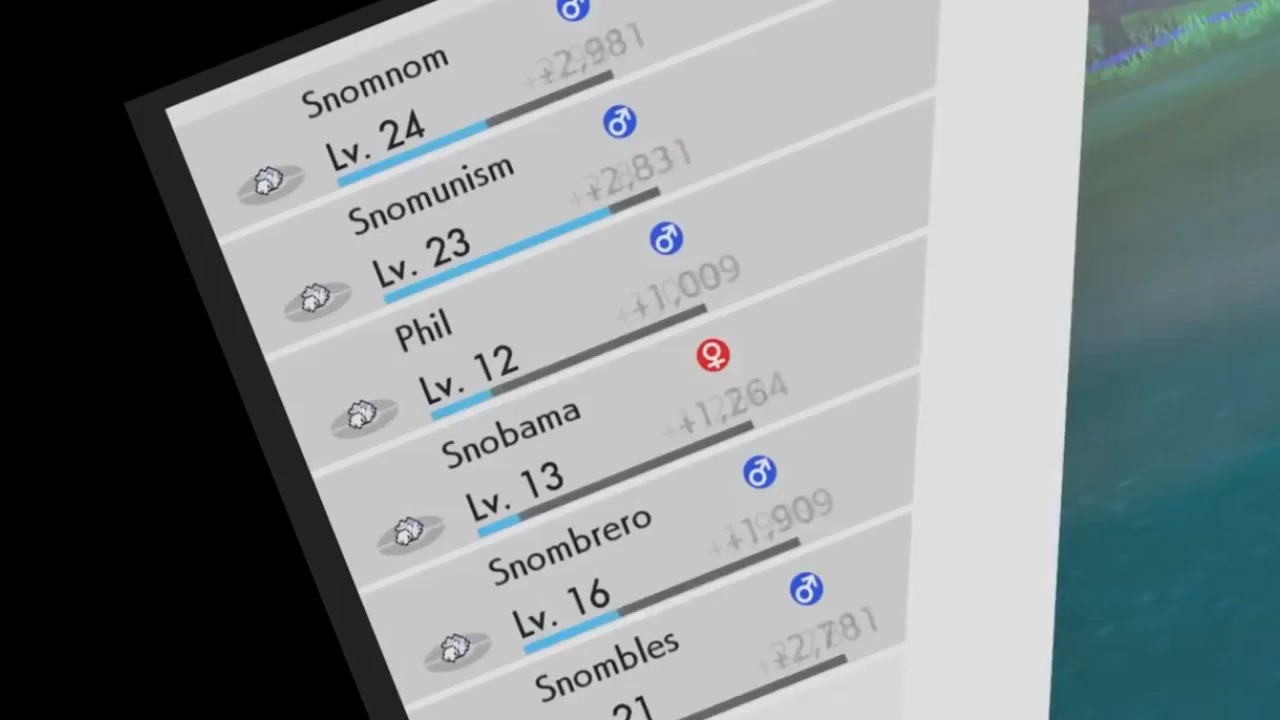 Snomnom
+2,981
Lv. 24
Snomunism
+2,831
Lv. 23
Phil
+1,009
Lv. 12
Snobama
+1,264
Lv. 13
Snombrero
+1,909
Lv. 16
Snombles
+2,781
21